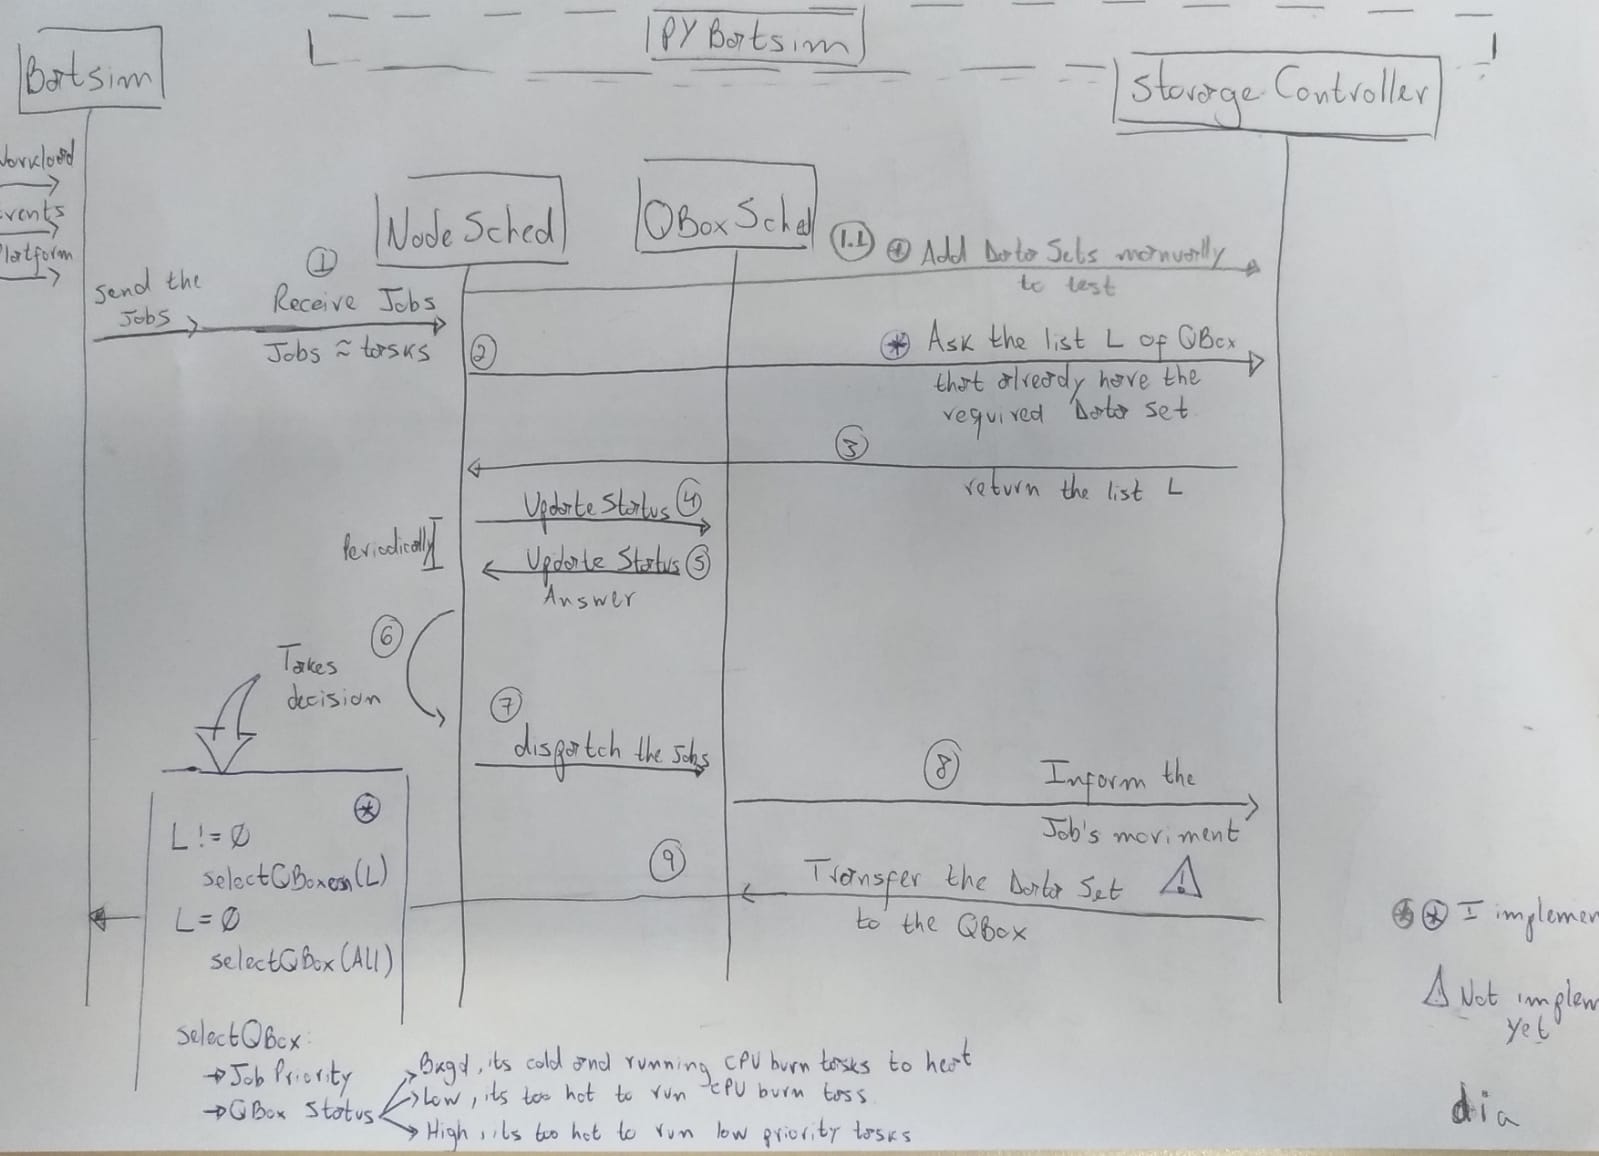 PY Batsim
Batsim
Storage Controller
Workload
Events
Platform
Node Sched
QBox Sched
1.1 * Add Data Sets manually
to test
Send the
Jobs
1
Receive Jobs
Jobs ≈ tasks
2
* Ask the list L of QBox
that already have the
required Data set
3
return the list L
Update Status 4
Periodically
Update Status 5
Answer
6
Takes
decision
7
dispatch the Jobs
8
Inform the
Job's moviment
9
Transfer the Data Set ⚠ !
to the QBox
*
L != Ø
(L)
L = Ø
selectQBox(All)
selectQBox:
→ Job Priority
→ QBox Status
Bkgd, its cold and running CPU burn tasks to heat
Low, its too hot to run CPU burn
High, its too hot to run low priority tasks
* * I implemen
⚠ Not implem
yet
dia